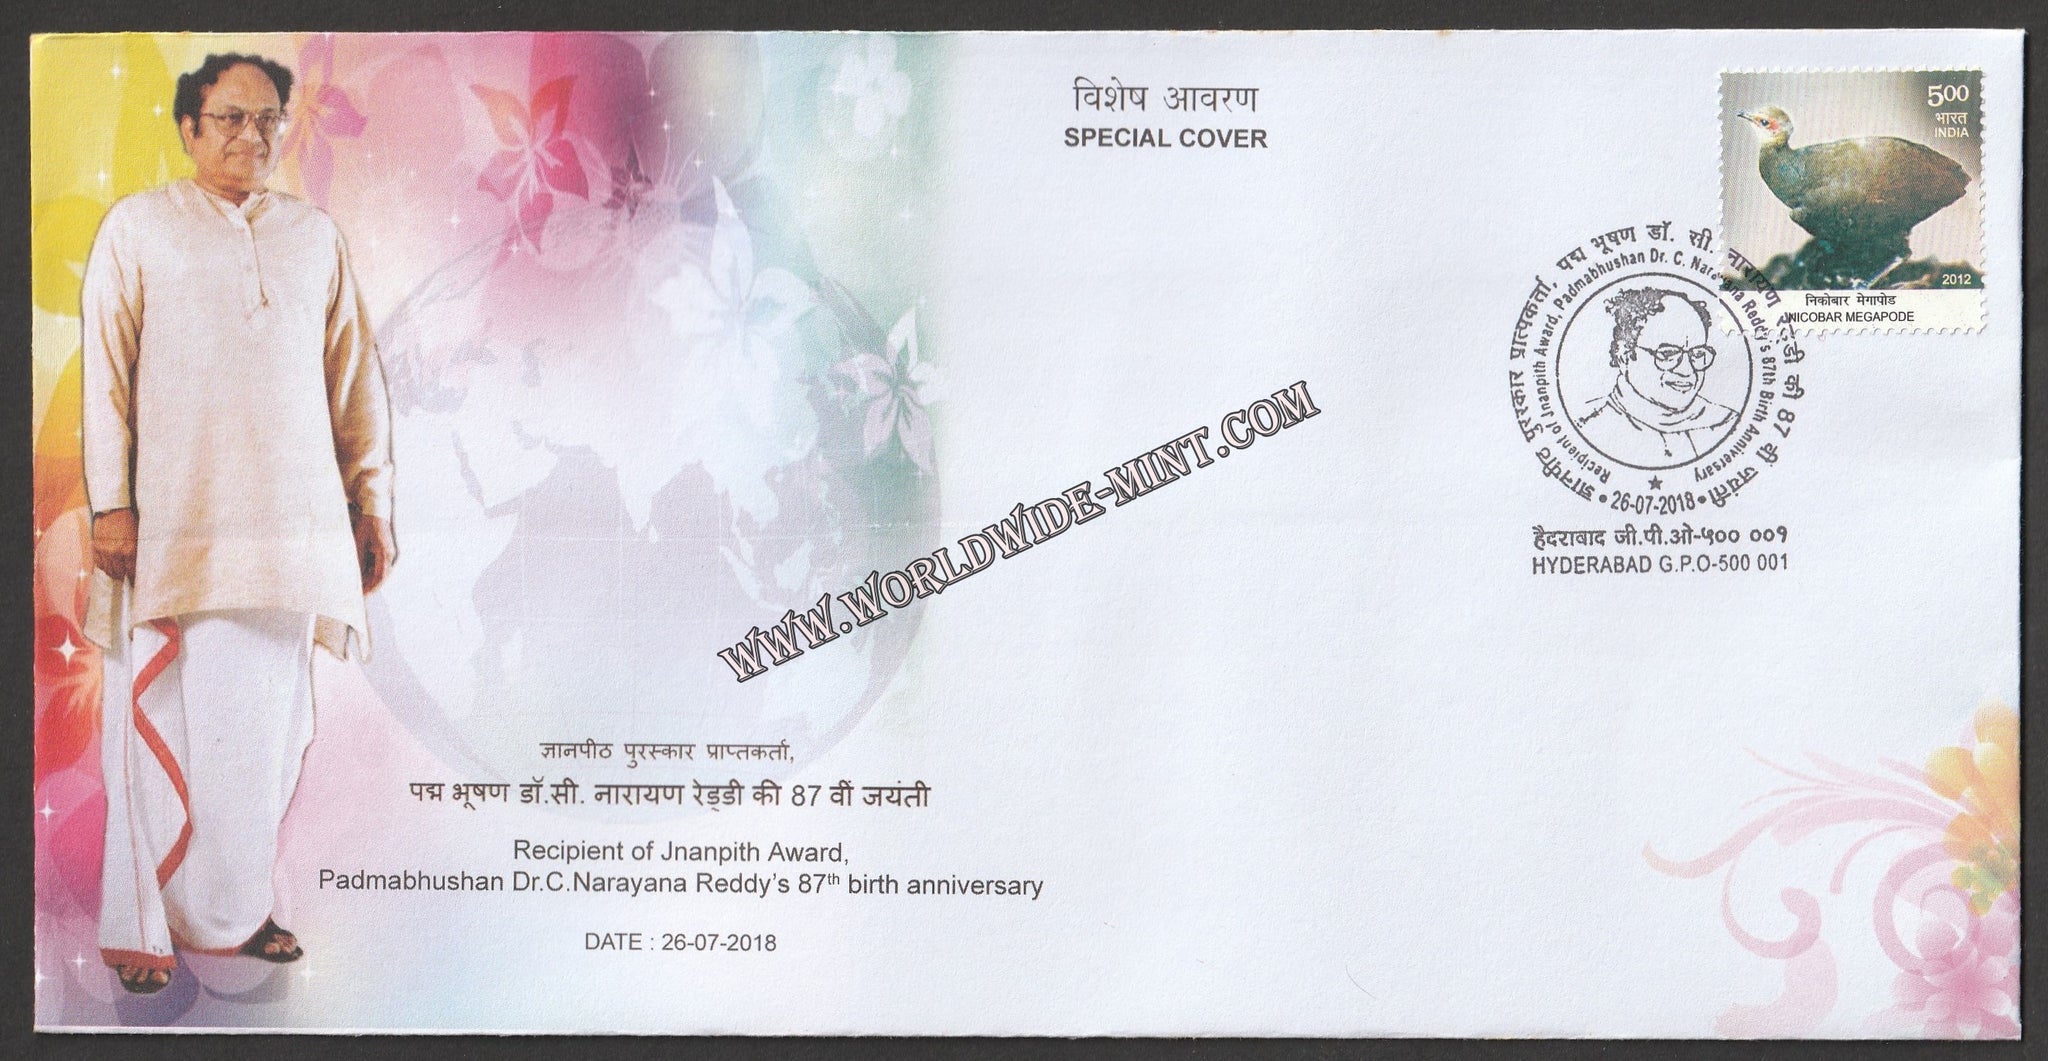 विशेष आवरण
SPECIAL COVER
500
भारत
INDIA
2012
निकोबार मेगापोड
NICOBAR MEGAPODE
ज्ञानपीठ पुरस्कार प्राप्तकर्ता, पद्म भूषण डॉ. सी. नारायण रेड्डी की 87 वीं जयंती
Recipient of Jnanpith Award, Padmabhushan Dr. C. Narayana Reddy's 87th Birth Anniversary
26-07-2018
हैदराबाद जी.पी.ओ-५०० ००१
HYDERABAD G.P.O-500 001
WWW.WORLDWIDE-MINT.COM
ज्ञानपीठ पुरस्कार प्राप्तकर्ता,
पद्म भूषण डॉ.सी. नारायण रेड्डी की 87 वीं जयंती
Recipient of Jnanpith Award,
Padmabhushan Dr.C.Narayana Reddy's 87th birth anniversary
DATE : 26-07-2018